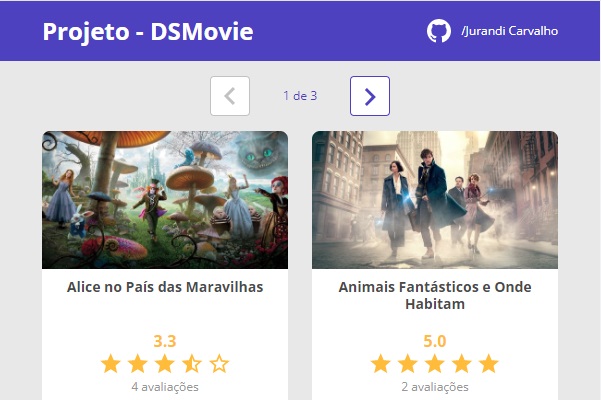 Projeto - DSMovie
/Jurandi Carvalho
1 de 3
Alice no País das Maravilhas
Animais Fantásticos e Onde
Habitam
3.3
5.0
4 avaliações
2 avaliações